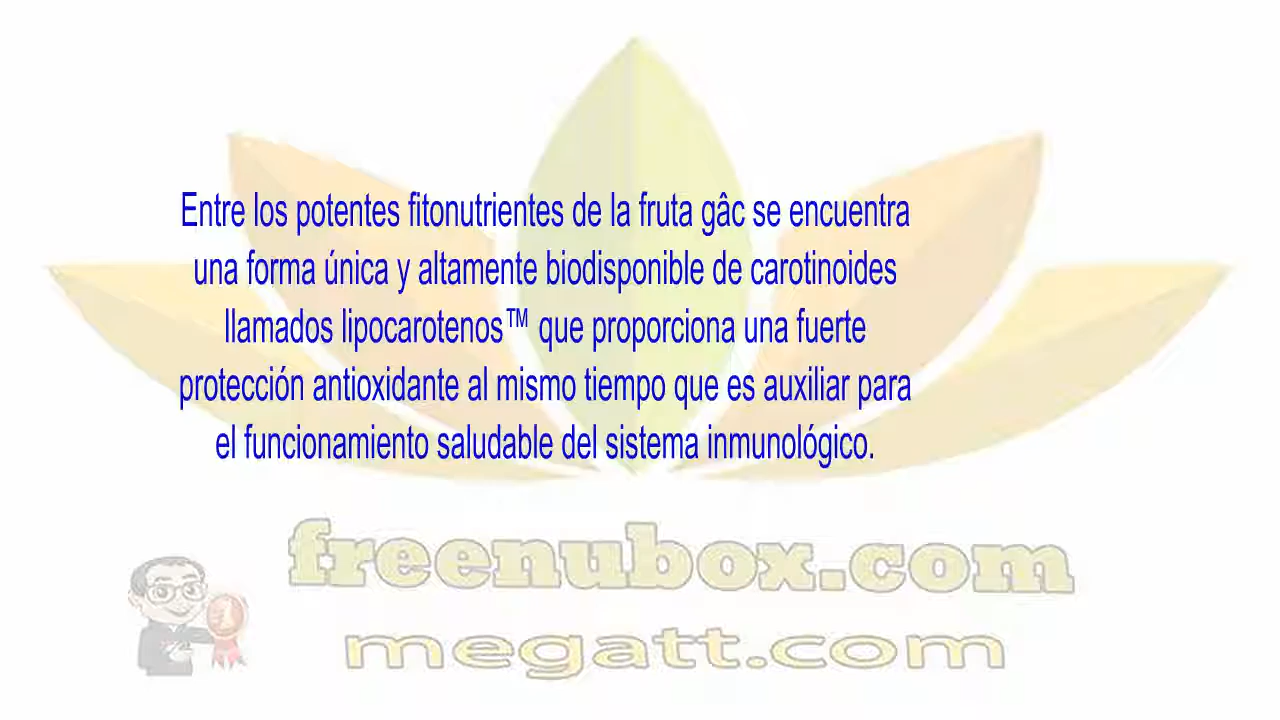 Entre los potentes fitonutrientes de la fruta gâc se encuentra
una forma única y altamente biodisponible de carotinoides
llamados lipocarotenos™ que proporciona una fuerte
protección antioxidante al mismo tiempo que es auxiliar para
el funcionamiento saludable del sistema inmunológico.
freenubox.com
megatt.com